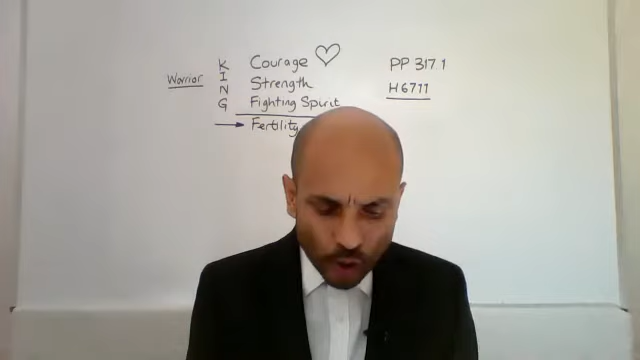 K Courage ♡ PP 317.1
Warrior I Strength H6711
N
G Fighting Spirit
→ Fertility